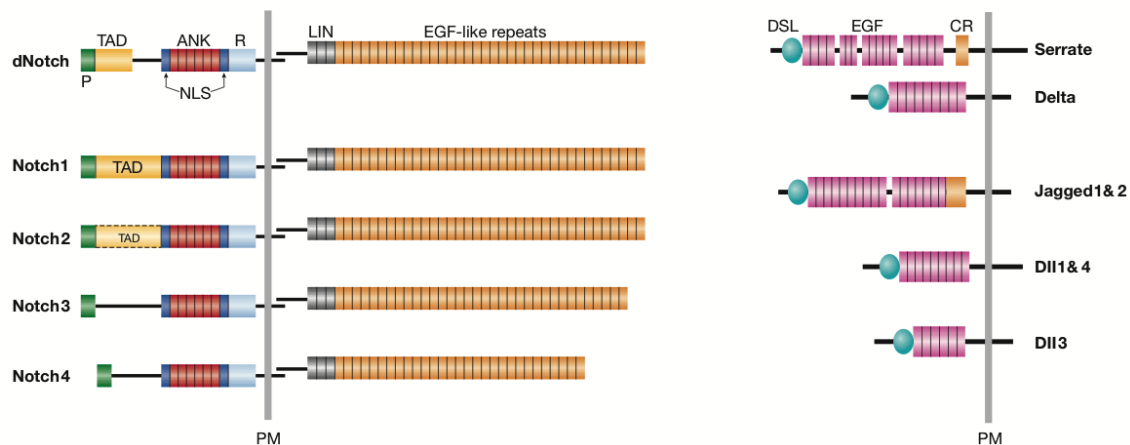 TAD ANK R LIN EGF-like repeats
dNotch
P
NLS
Notch1 TAD
Notch2 TAD
Notch3
Notch4
PM
DSL EGF CR
Serrate
Delta
Jagged1& 2
Dll1& 4
Dll3
PM